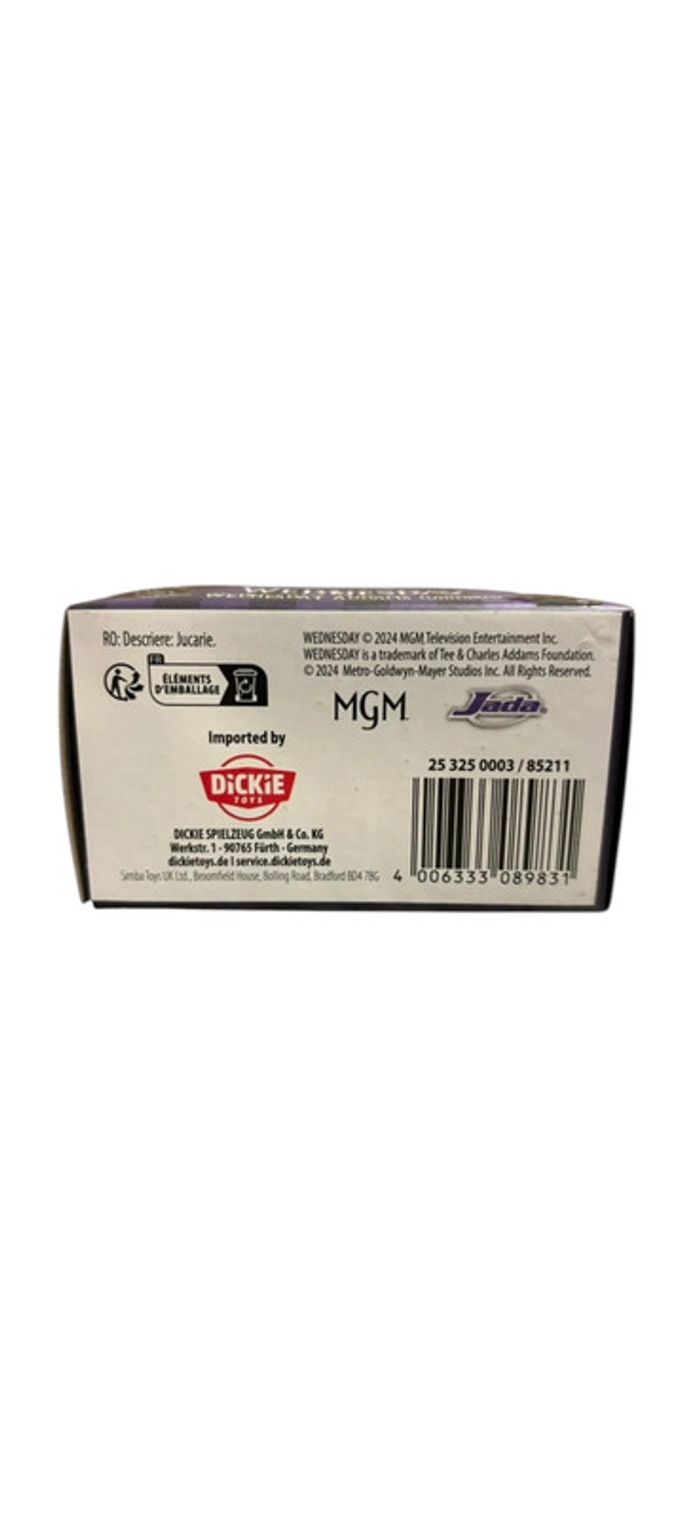 RO: Descriere: Jucarie.
FR
ÉLÉMENTS
D'EMBALLAGE
WEDNESDAY © 2024 MGM Television Entertainment Inc.
WEDNESDAY is a trademark of Tee & Charles Addams Foundation.
© 2024 Metro-Goldwyn-Mayer Studios Inc. All Rights Reserved.
MGM
Jada®
Imported by
DICKIE
TOYS
DICKIE SPIELZEUG GmbH & Co. KG
Werkstr. 1 - 90765 Fürth - Germany
dickietoys.de I service.dickietoys.de
Simba Toys UK Ltd., Broomfield House, Bolling Road, Bradford BD4 7BG
25 325 0003 / 85211
4 006333 089831